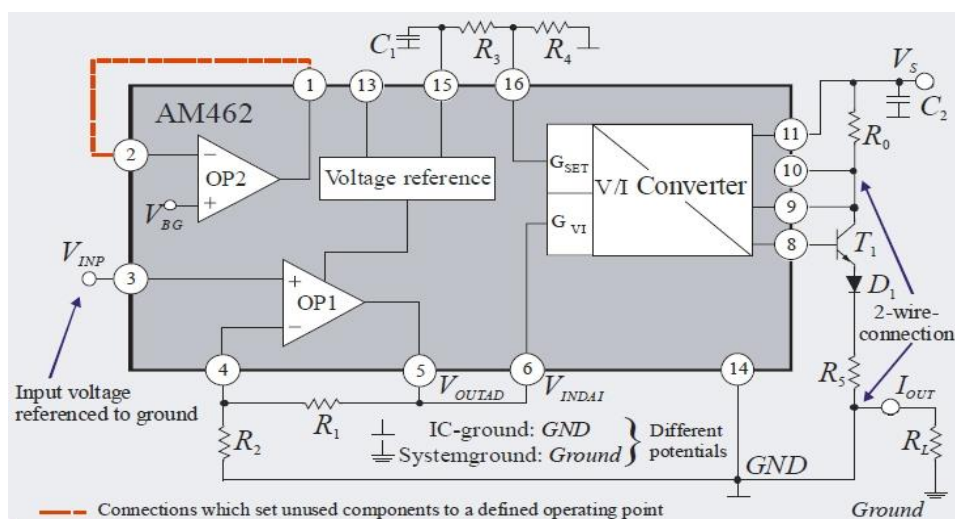 C1
R3
R4
VS
1
13
15
16
AM462
C2
11
R0
2
OP2
Voltage reference
GSET
V/I Converter
10
VBG
GVI
9
8
T1
VINP
3
OP1
D1
2-wire-
connection
4
5
6
14
R5
Input voltage
referenced to ground
VOUTAD
VINDAI
IOUT
R1
R2
IC-ground: GND
Systemground: Ground
Different
potentials
RL
GND
Connections which set unused components to a defined operating point
Ground